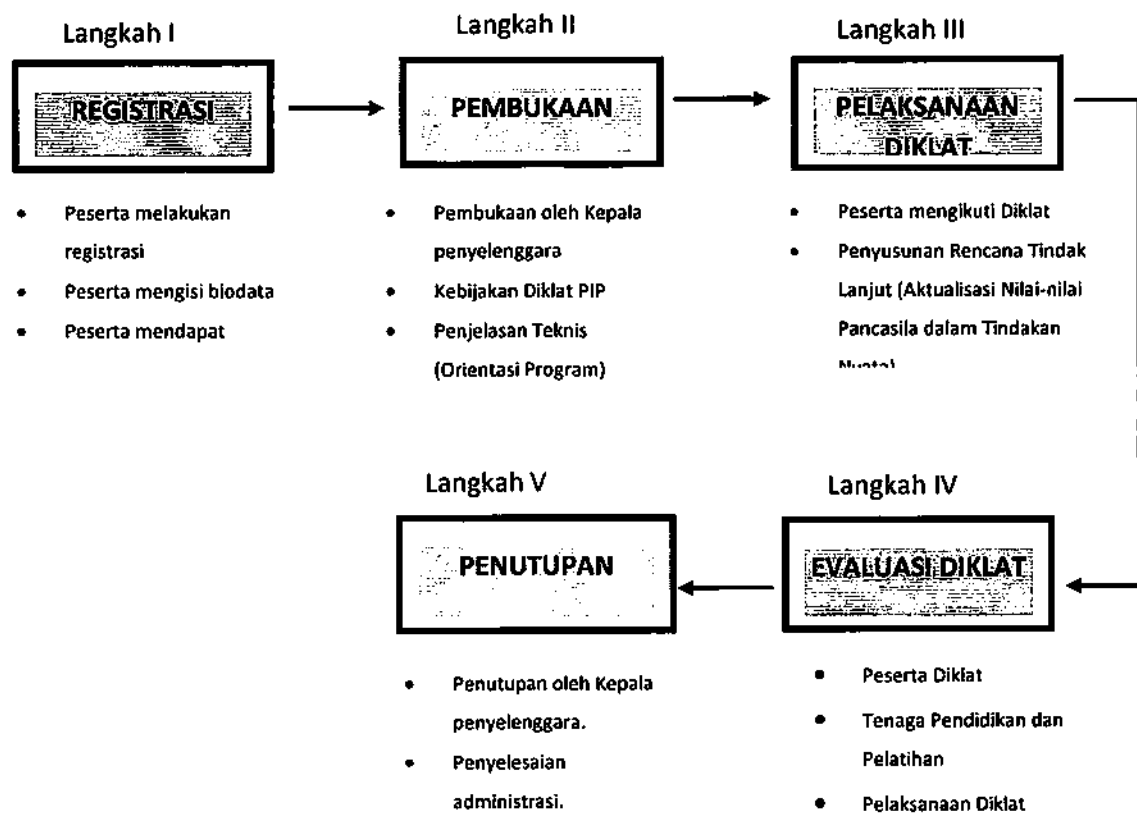 Langkah I
REGISTRASI
• Peserta melakukan
registrasi
• Peserta mengisi biodata
• Peserta mendapat
Langkah II
PEMBUKAAN
• Pembukaan oleh Kepala
penyelenggara
• Kebijakan Diklat PIP
• Penjelasan Teknis
(Orientasi Program)
Langkah III
PELAKSANAAN
DIKLAT
• Peserta mengikuti Diklat
• Penyusunan Rencana Tindak
Lanjut (Aktualisasi Nilai-nilai
Pancasila dalam Tindakan
Langkah IV
EVALUASI DIKLAT
• Peserta Diklat
• Tenaga Pendidikan dan
Pelatihan
• Pelaksanaan Diklat
Langkah V
PENUTUPAN
• Penutupan oleh Kepala
penyelenggara.
• Penyelesaian
administrasi.